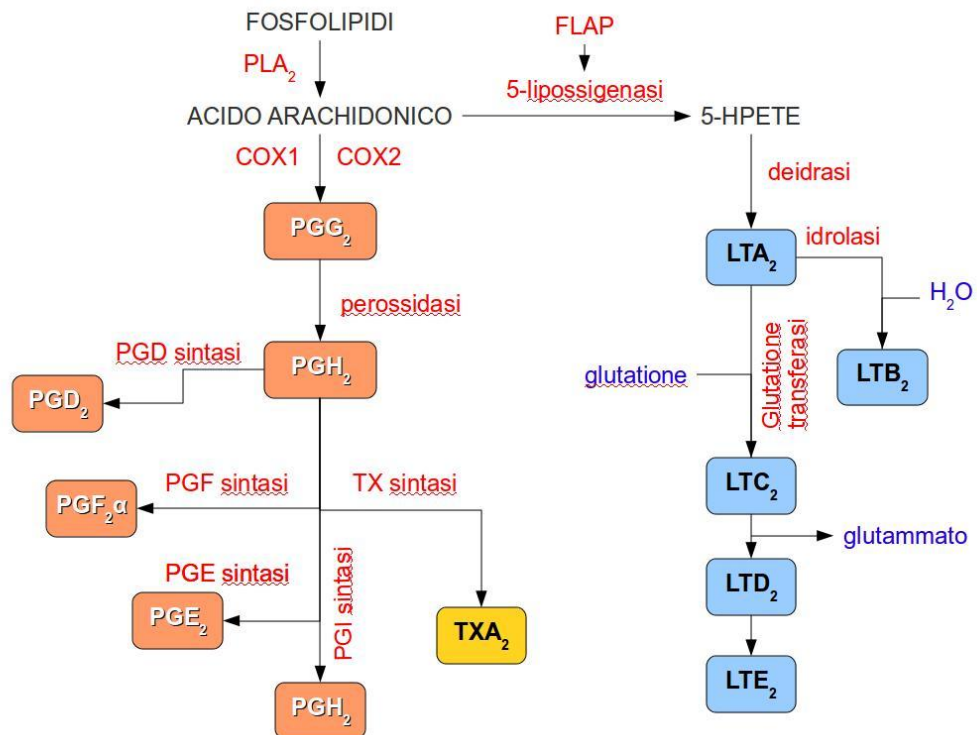 FOSFOLIPIDI
FLAP
PLA₂
5-lipossigenasi
ACIDO ARACHIDONICO
5-HPETE
COX1
COX2
deidrasi
PGG₂
LTA₂
idrolasi
H₂O
perossidasi
PGD sintasi
PGH₂
glutatione
Glutatione
transferasi
LTB₂
PGD₂
PGF sintasi
TX sintasi
LTC₂
PGF₂α
glutammato
PGE sintasi
PGI sintasi
LTD₂
PGE₂
TXA₂
LTE₂
PGH₂